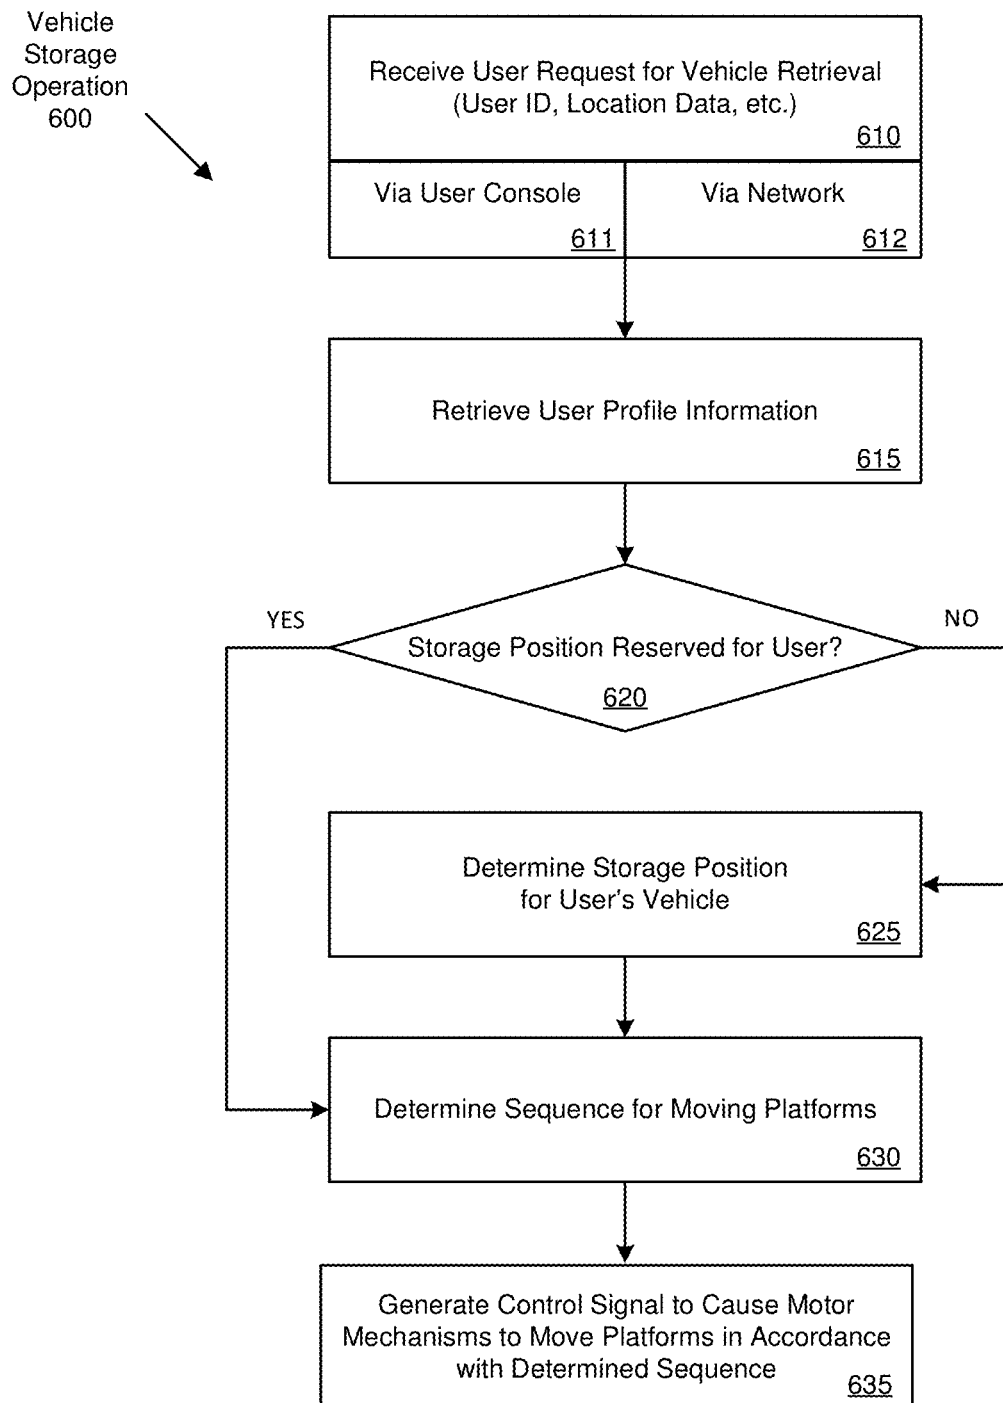 Vehicle
Storage
Operation
600
Receive User Request for Vehicle Retrieval
(User ID, Location Data, etc.)
610
Via User Console
611
Via Network
612
Retrieve User Profile Information
615
YES
NO
Storage Position Reserved for User?
620
Determine Storage Position
for User's Vehicle
625
Determine Sequence for Moving Platforms
630
Generate Control Signal to Cause Motor
Mechanisms to Move Platforms in Accordance
with Determined Sequence
635